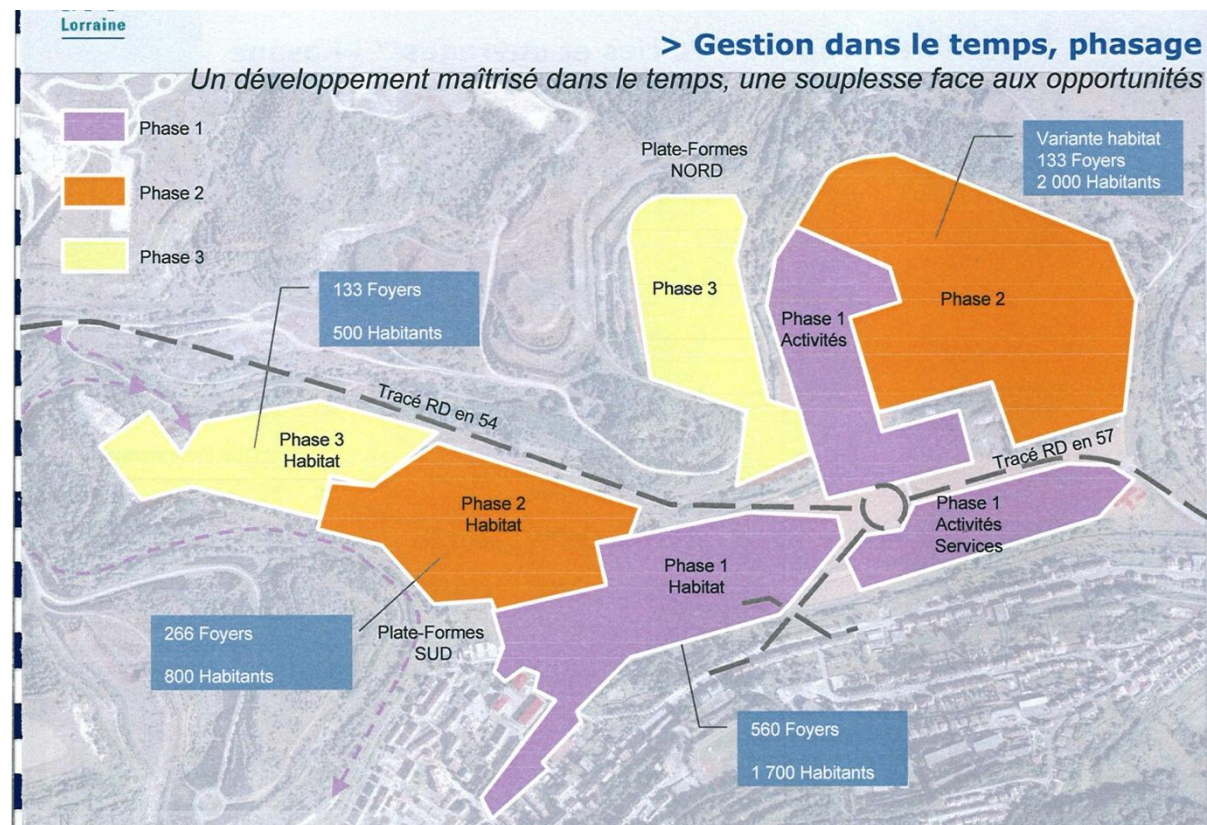 Lorraine
> Gestion dans le temps, phasage
Un développement maîtrisé dans le temps, une souplesse face aux opportunités
Phase 1
Phase 2
Phase 3
Plate-Formes
NORD
Variante habitat
133 Foyers
2 000 Habitants
133 Foyers
500 Habitants
Phase 3
Phase 1
Activités
Phase 2
Tracé RD en 54
Phase 3
Habitat
Tracé RD en 57
Phase 2
Habitat
Phase 1
Activités
Services
Phase 1
Habitat
266 Foyers
800 Habitants
Plate-Formes
SUD
560 Foyers
1 700 Habitants